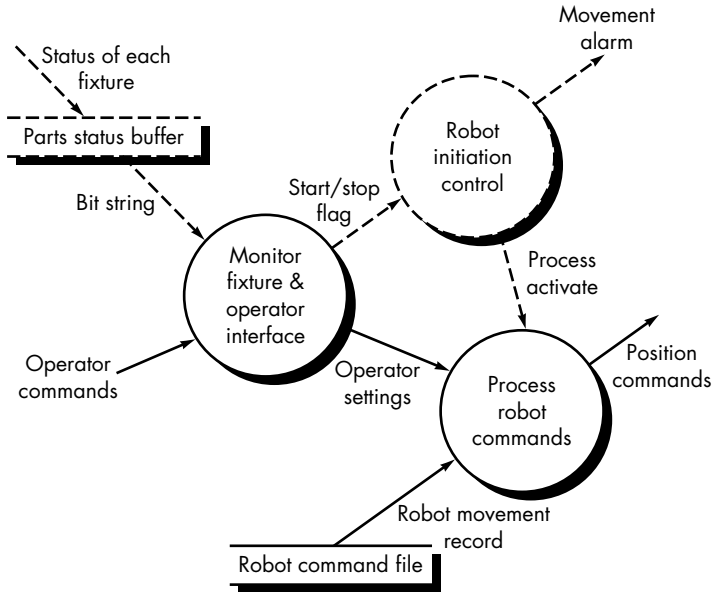 Movement
alarm
Status of each
fixture
Parts status buffer
Robot
initiation
control
Bit string
Start/stop
flag
Monitor
fixture &
operator
interface
Process
activate
Operator
commands
Operator
settings
Position
commands
Process
robot
commands
Robot movement
record
Robot command file